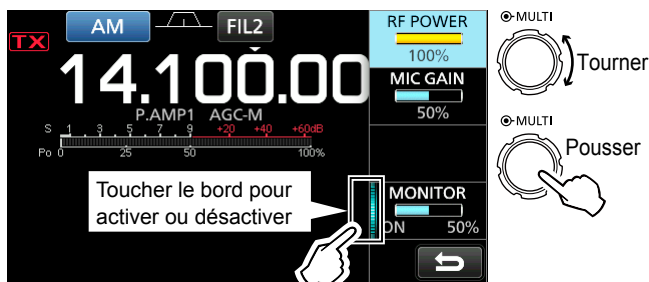 TX
AM
FIL2
14.100.00
P.AMP1 AGC-M
S 1 3 5 7 9 +20 +40 +60dB
Po 0 25 50 100%
RF POWER
100%
MIC GAIN
50%
MONITOR
ON 50%
Toucher le bord pour
activer ou désactiver
MULTI
Tourner
MULTI
Pousser